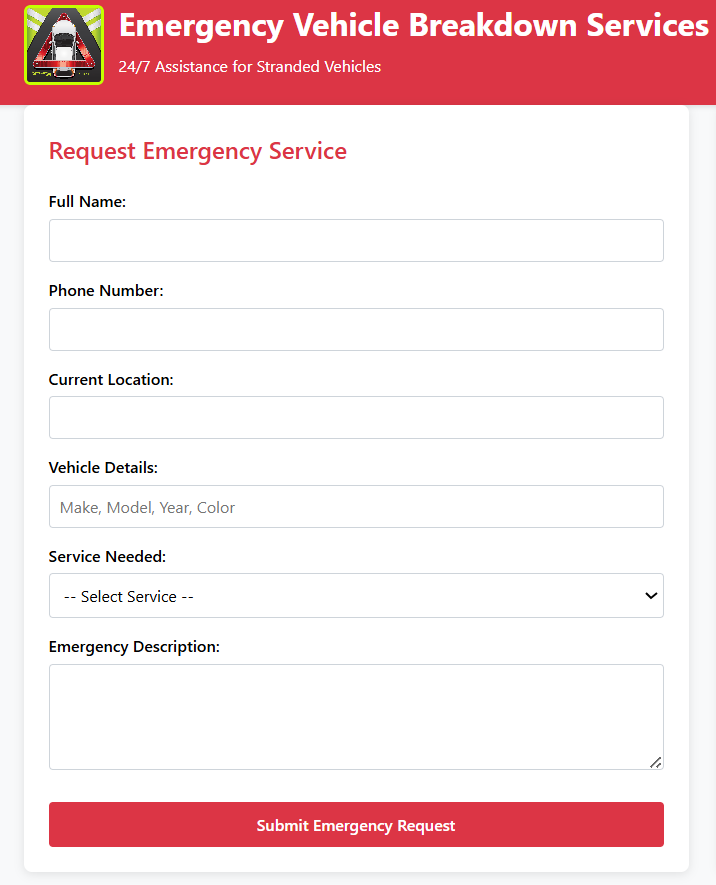 Emergency Vehicle Breakdown Services
24/7 Assistance for Stranded Vehicles
Request Emergency Service
Full Name:
Phone Number:
Current Location:
Vehicle Details:
Make, Model, Year, Color
Service Needed:
-- Select Service --
Emergency Description:
Submit Emergency Request